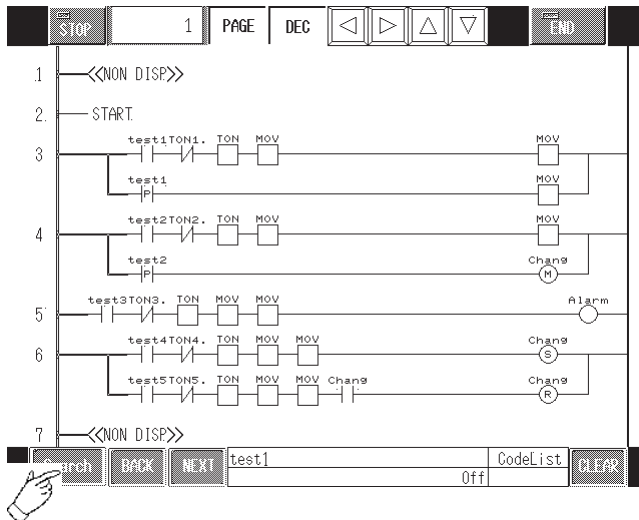 STOP 1 PAGE DEC END
1 <<NON DISP>>
2. START.
3 test1TON1. TON MOV MOV
test1 P MOV
4 test2TON2. TON MOV MOV
test2 P Chang M
5 test3TON3. TON MOV MOV Alarm
6 test4TON4. TON MOV MOV Chang S
test5TON5. TON MOV MOV Chang Chang R
7 <<NON DISP>>
rch BACK NEXT test1 CodeList CLEAR
Off